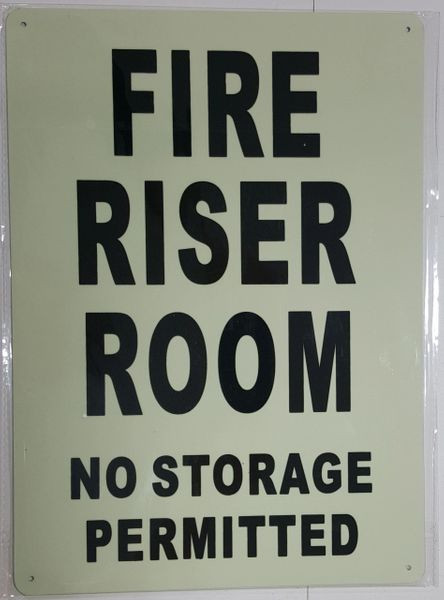 FIRE
RISER
ROOM
NO STORAGE
PERMITTED